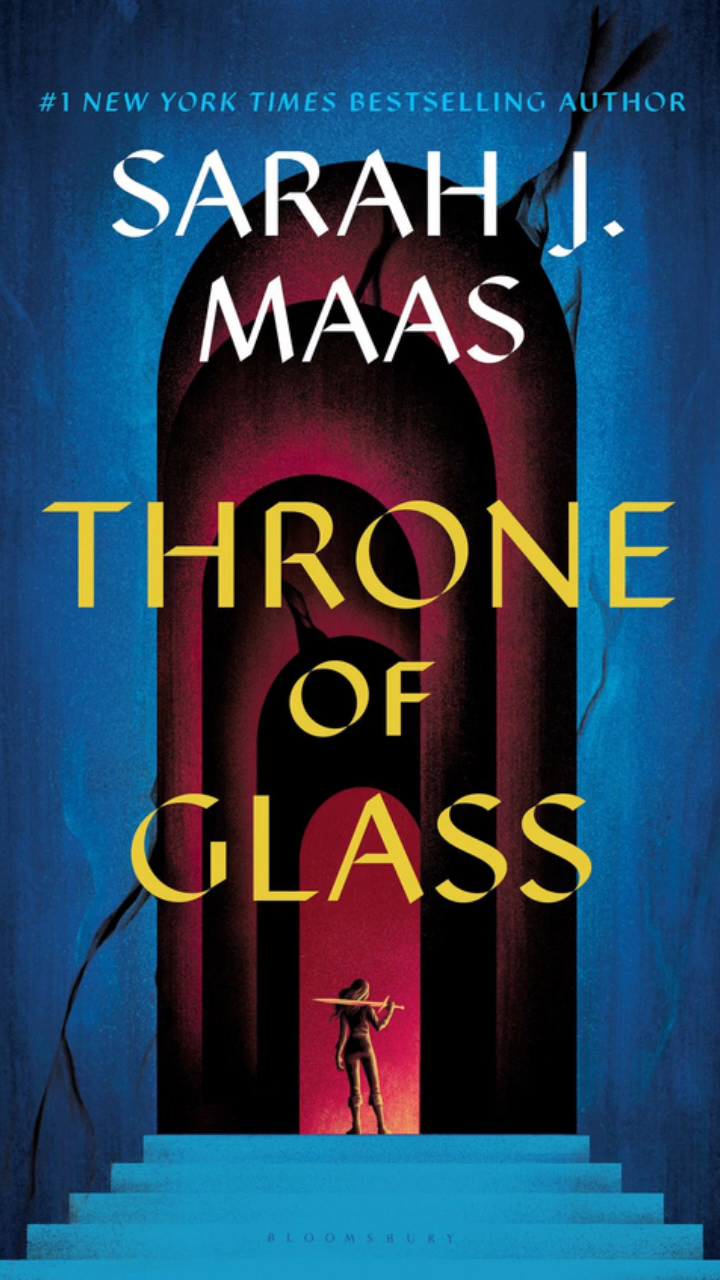 #1 NEW YORK TIMES BESTSELLING AUTHOR
SARAH J.
MAAS
THRONE
OF
GLASS
BLOOMSBURY